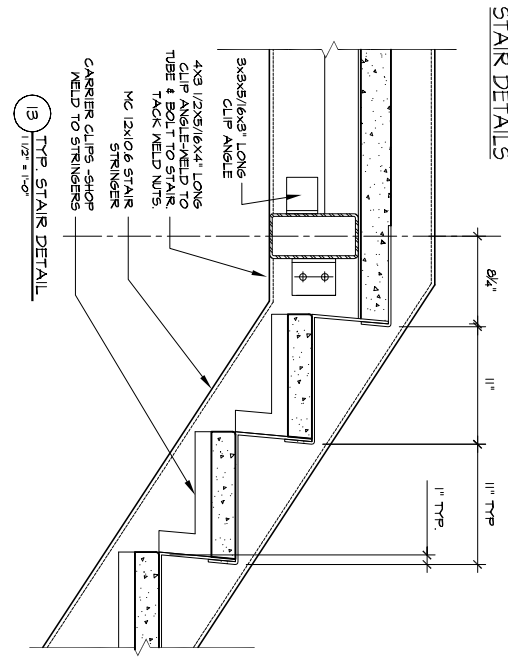 STAIR DETAILS
8 1/4"
11"
11" TYP
1" TYP.
3x3x5/16x3" LONG
CLIP ANGLE
4X3 1/2X5/16X4" LONG
CLIP ANGLE-WELD TO
TUBE & BOLT TO STAIR.
TACK WELD NUTS.
MC 12x10.6 STAIR
STRINGER
CARRIER CLIPS -SHOP
WELD TO STRINGERS
13 TYP. STAIR DETAIL
1 1/2" = 1'-0"